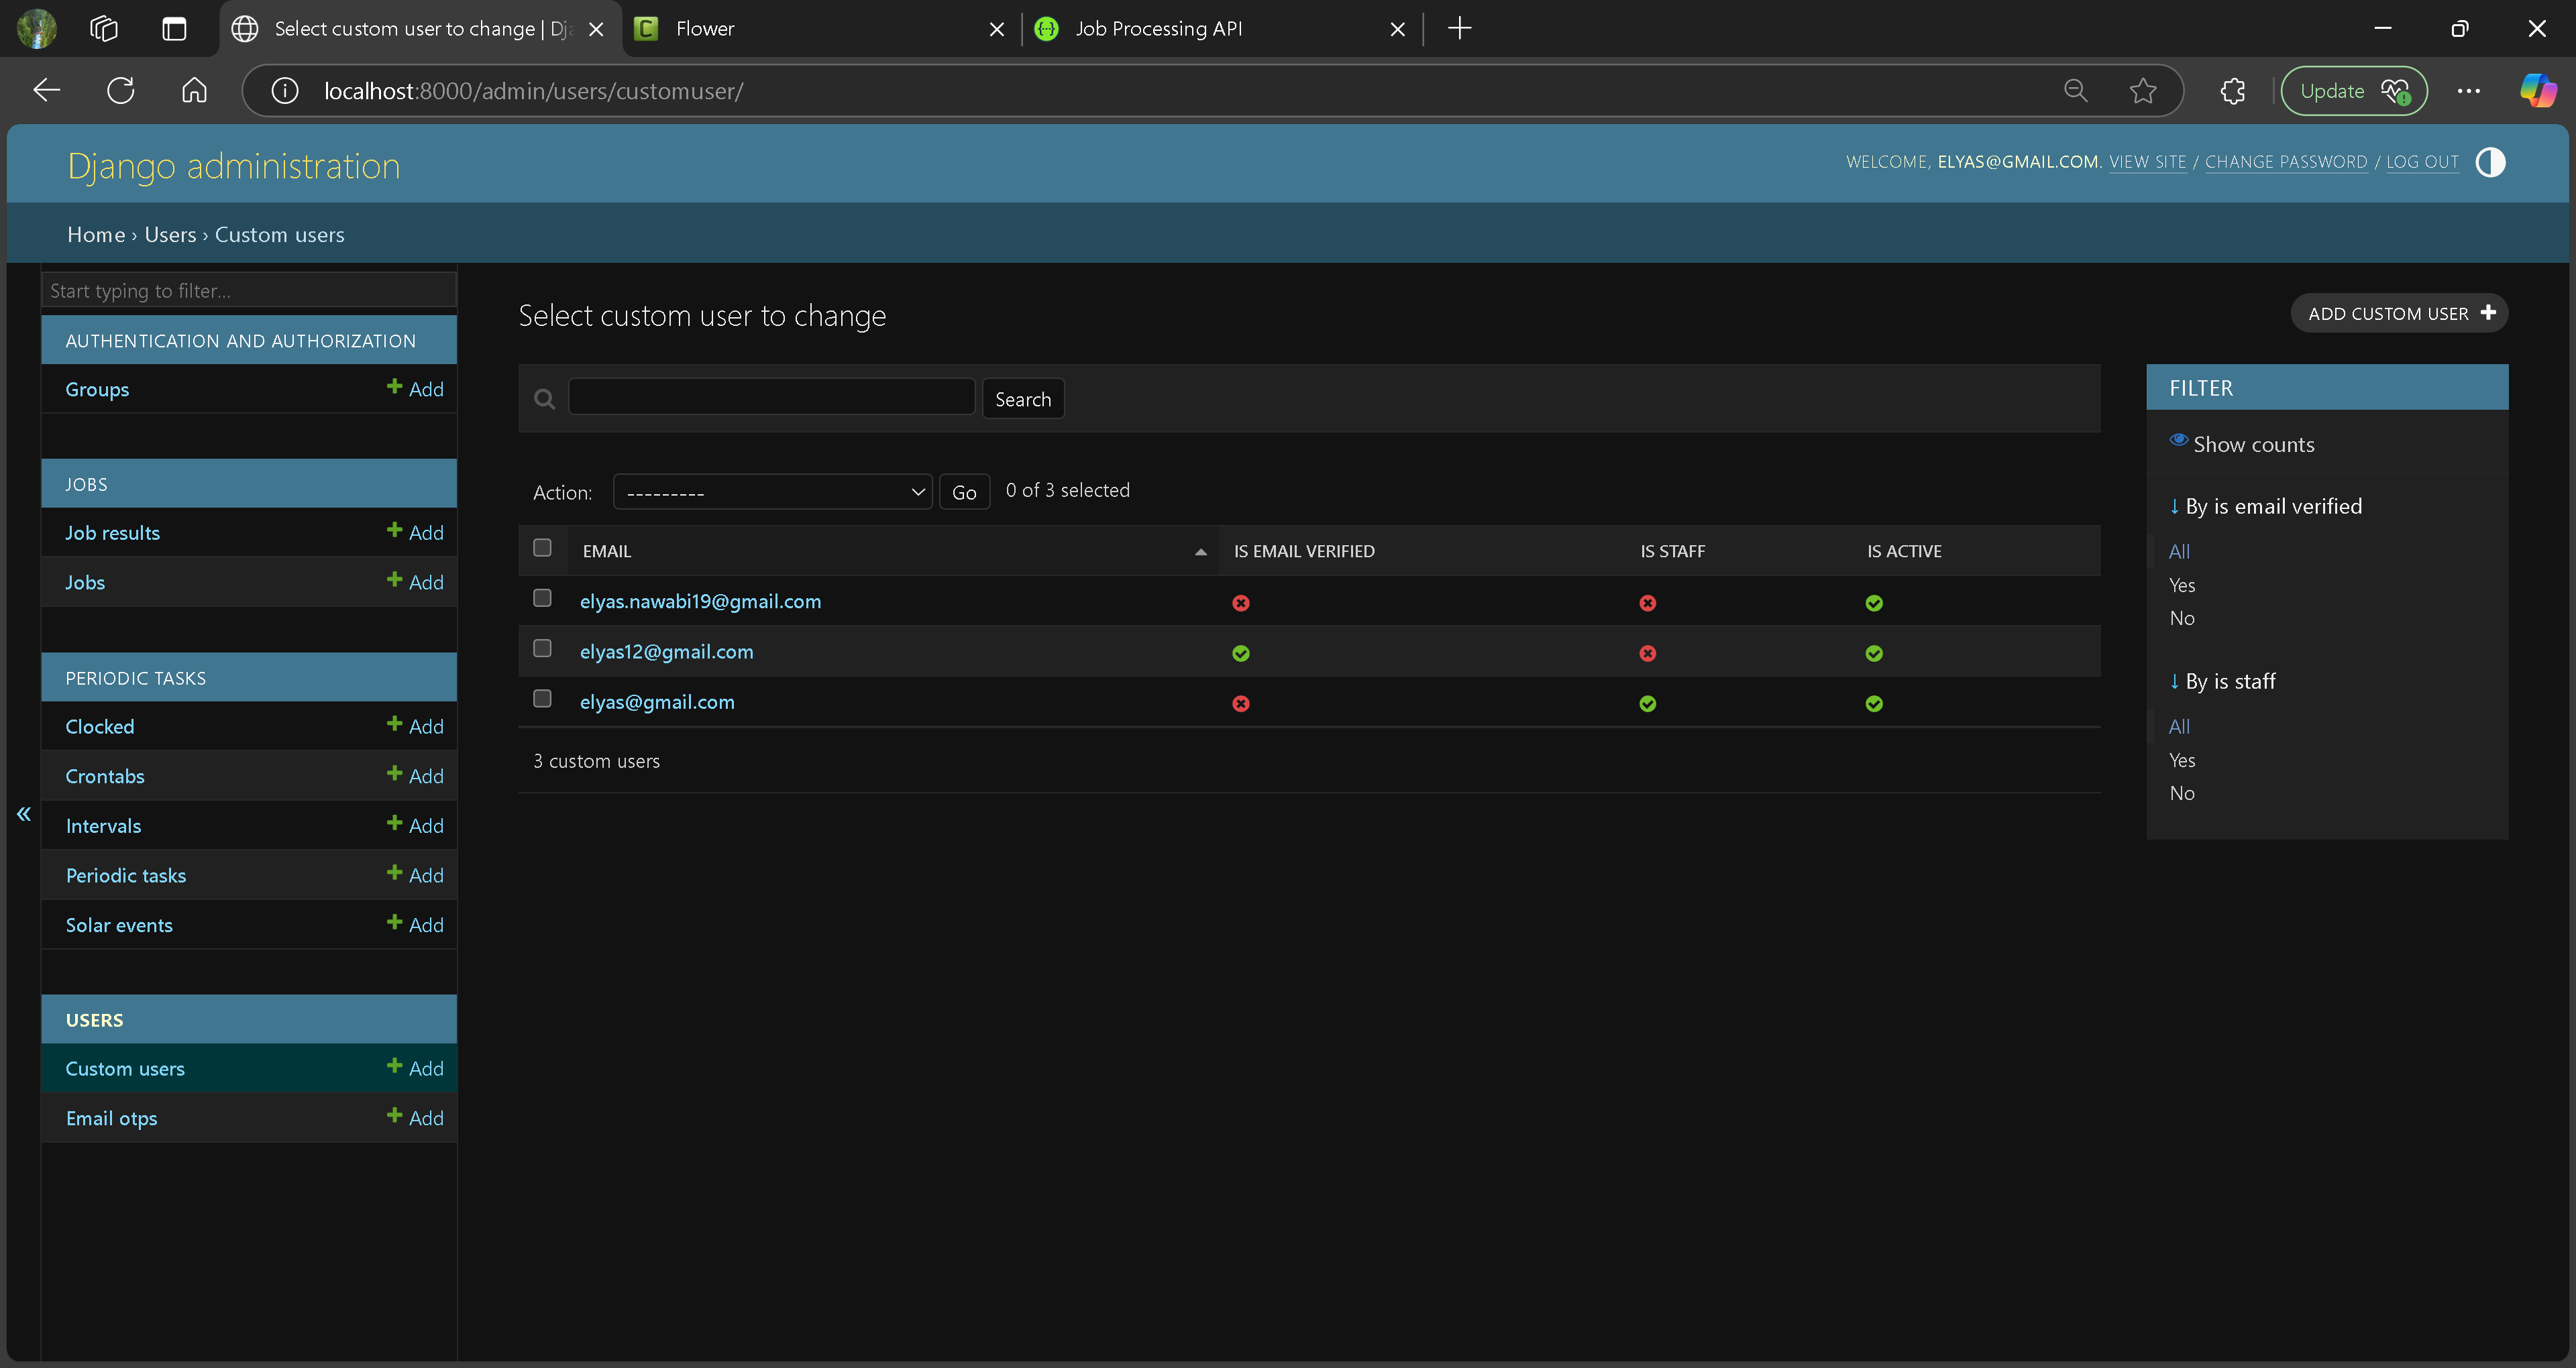 Select custom user to change | Dj
Flower
Job Processing API
localhost:8000/admin/users/customuser/
Update
Django administration
WELCOME, ELYAS@GMAIL.COM. VIEW SITE / CHANGE PASSWORD / LOG OUT
Home › Users › Custom users
Start typing to filter...
AUTHENTICATION AND AUTHORIZATION
Groups + Add
JOBS
Job results + Add
Jobs + Add
PERIODIC TASKS
Clocked + Add
Crontabs + Add
Intervals + Add
Periodic tasks + Add
Solar events + Add
«
USERS
Custom users + Add
Email otps + Add
Select custom user to change
ADD CUSTOM USER +
Search
Action: --------- Go 0 of 3 selected
EMAIL IS EMAIL VERIFIED IS STAFF IS ACTIVE
elyas.nawabi19@gmail.com
elyas12@gmail.com
elyas@gmail.com
3 custom users
FILTER
Show counts
↓ By is email verified
All
Yes
No
↓ By is staff
All
Yes
No